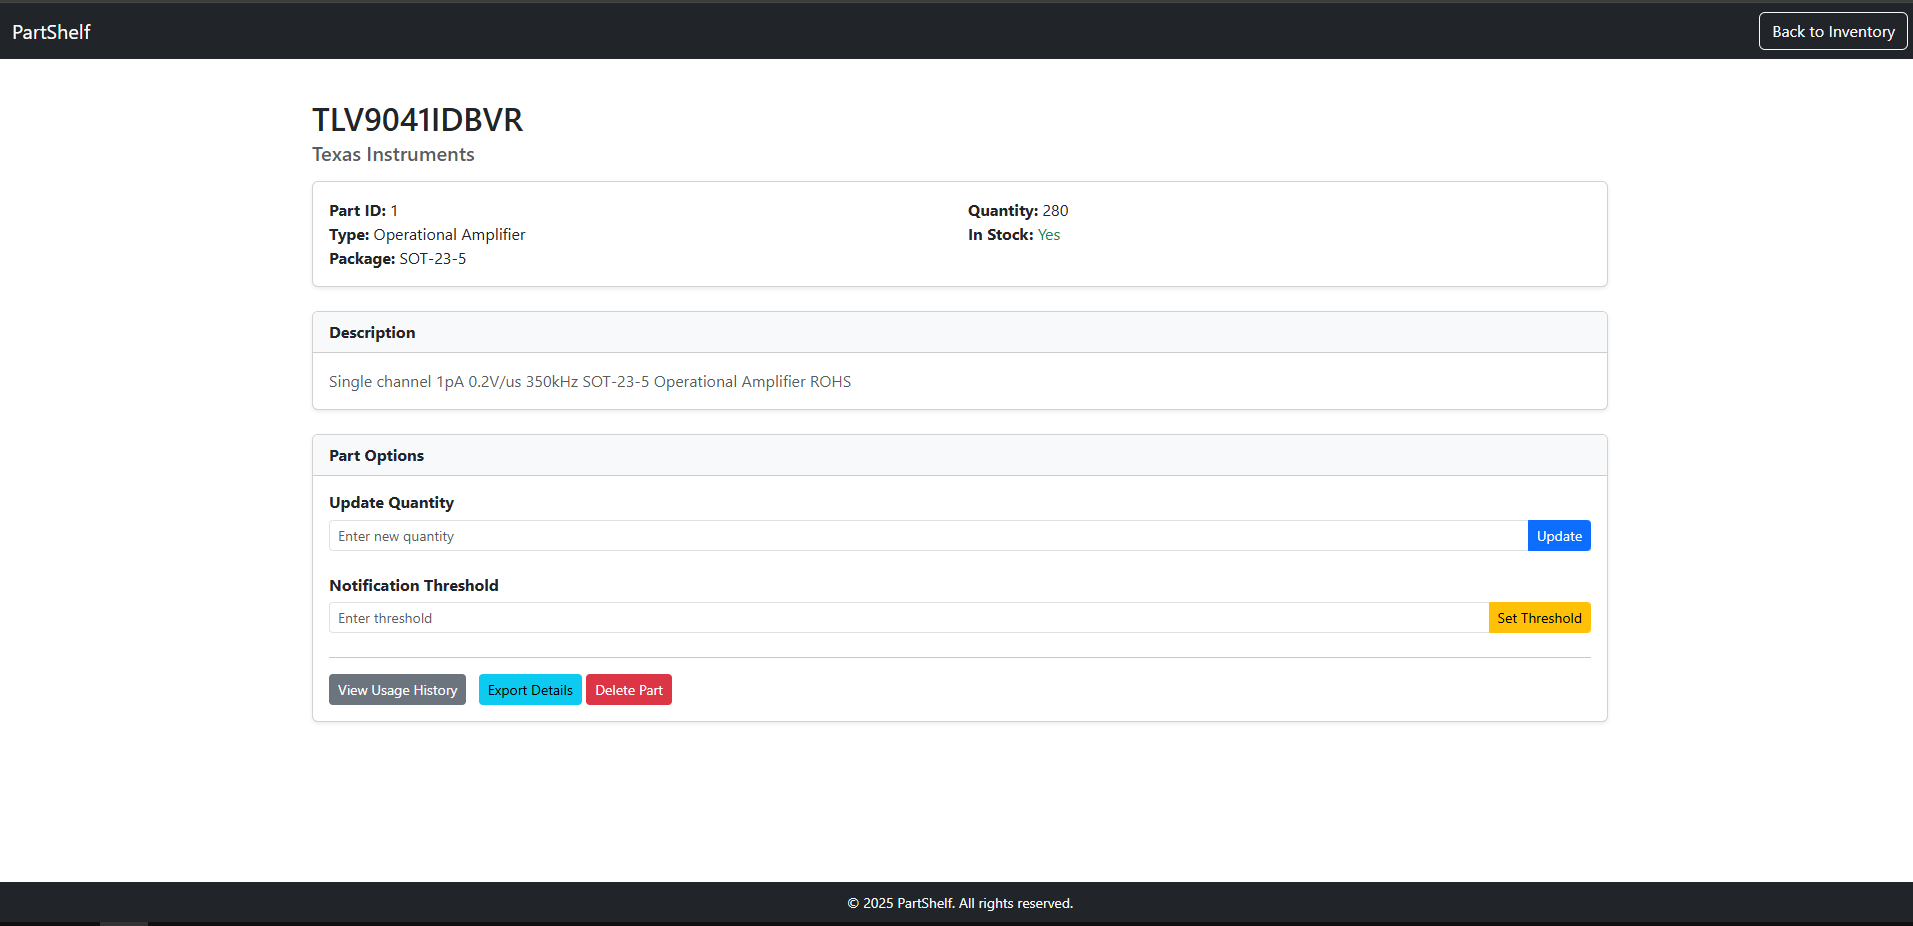 PartShelf
Back to Inventory
TLV9041IDBVR
Texas Instruments
Part ID: 1
Type: Operational Amplifier
Package: SOT-23-5
Quantity: 280
In Stock: Yes
Description
Single channel 1pA 0.2V/us 350kHz SOT-23-5 Operational Amplifier ROHS
Part Options
Update Quantity
Enter new quantity
Update
Notification Threshold
Enter threshold
Set Threshold
View Usage History
Export Details
Delete Part
© 2025 PartShelf. All rights reserved.